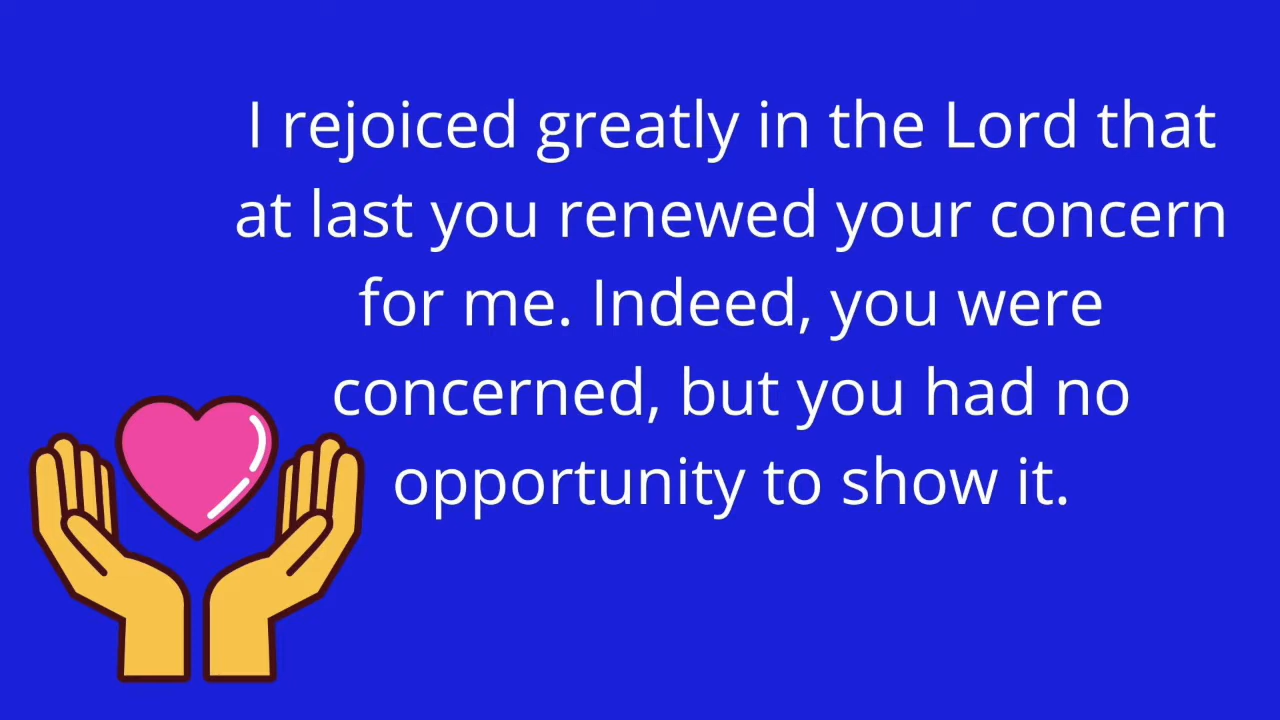 I rejoiced greatly in the Lord that
at last you renewed your concern
for me. Indeed, you were
concerned, but you had no
opportunity to show it.